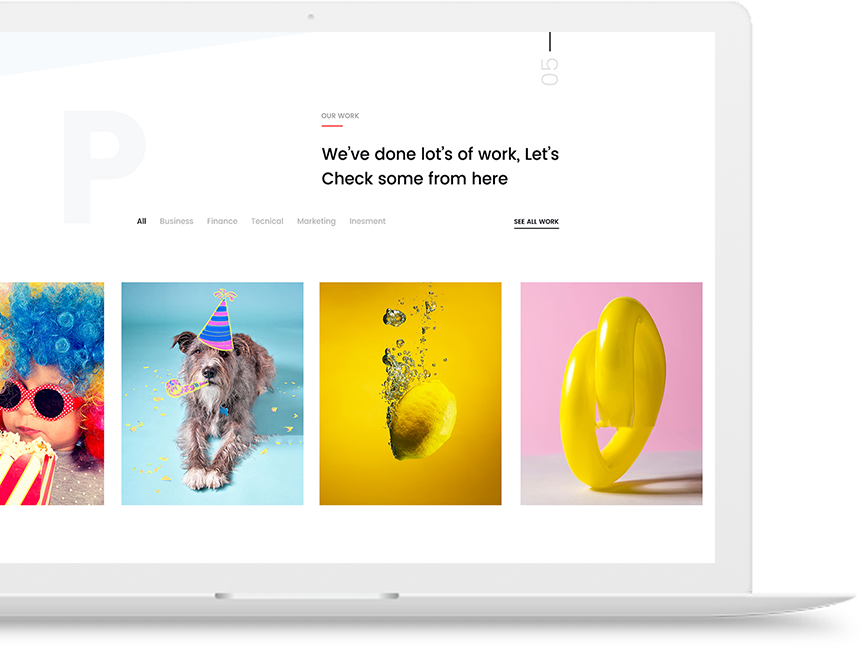 05
P
OUR WORK
We've done lot's of work, Let's
Check some from here
All Business Finance Tecnical Marketing Inesment
SEE ALL WORK